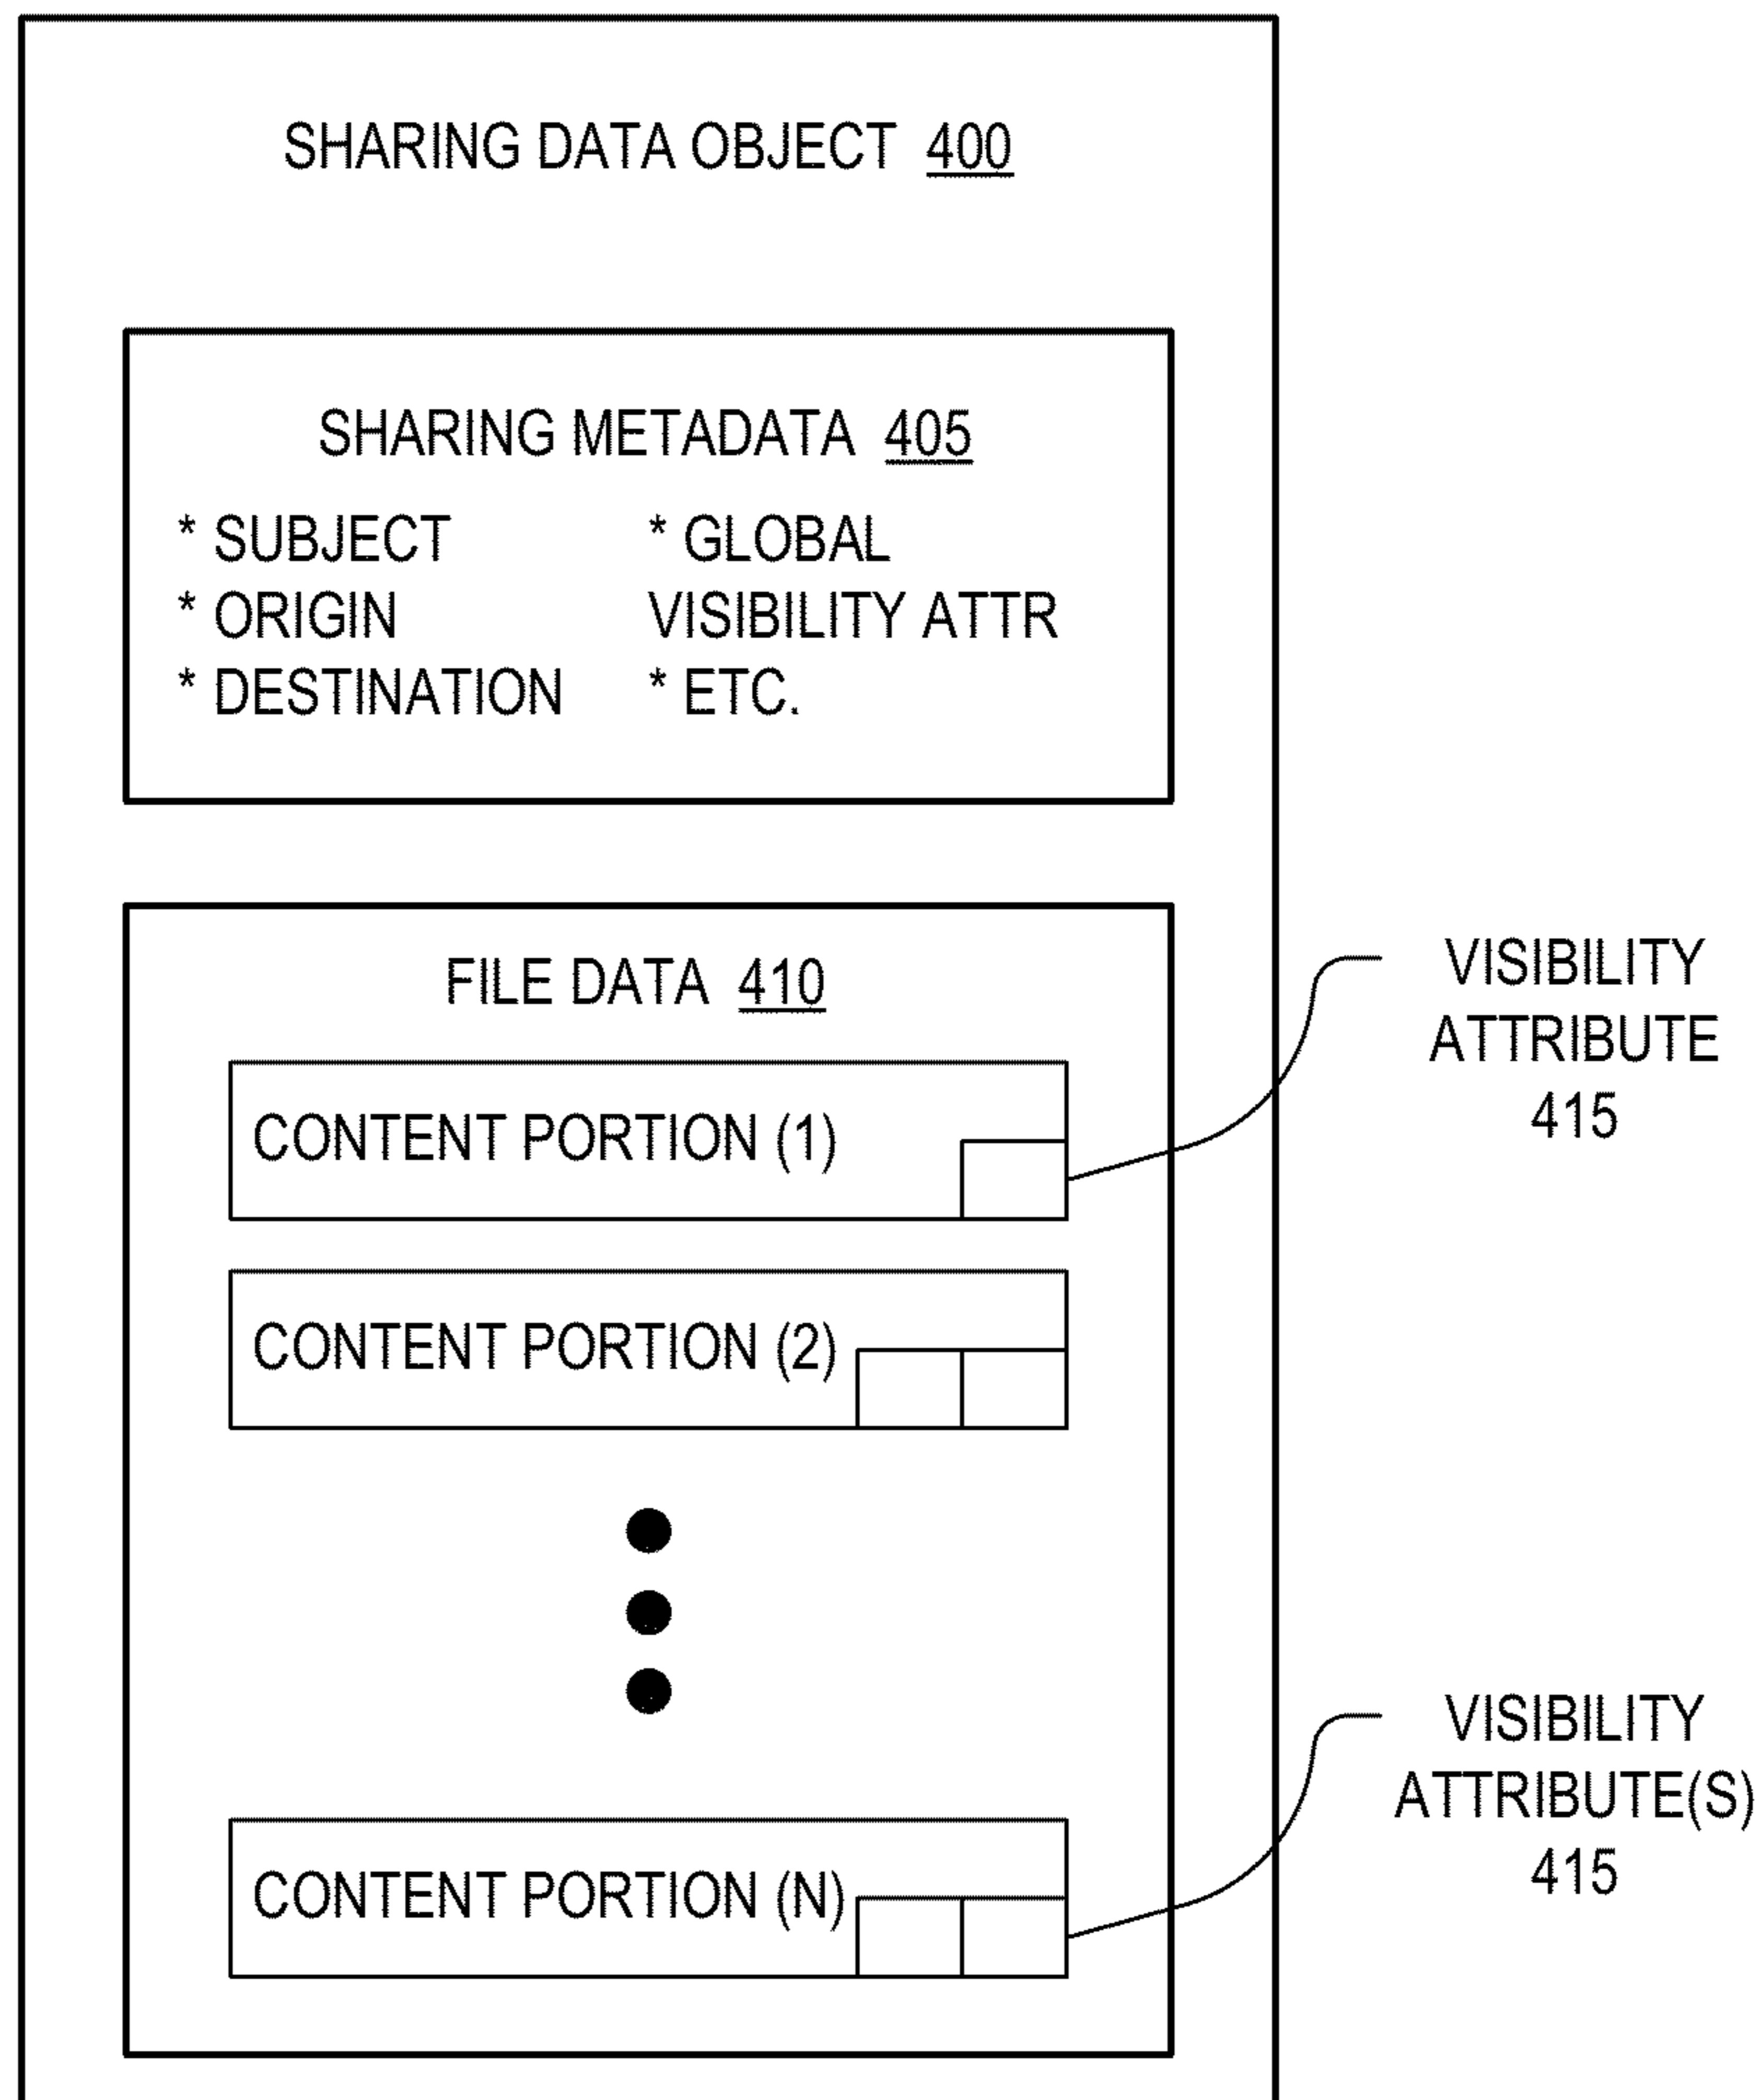 SHARING DATA OBJECT 400
SHARING METADATA 405
* SUBJECT
* ORIGIN
* DESTINATION
* GLOBAL
VISIBILITY ATTR
* ETC.
FILE DATA 410
CONTENT PORTION (1)
VISIBILITY
ATTRIBUTE
415
CONTENT PORTION (2)
CONTENT PORTION (N)
VISIBILITY
ATTRIBUTE(S)
415